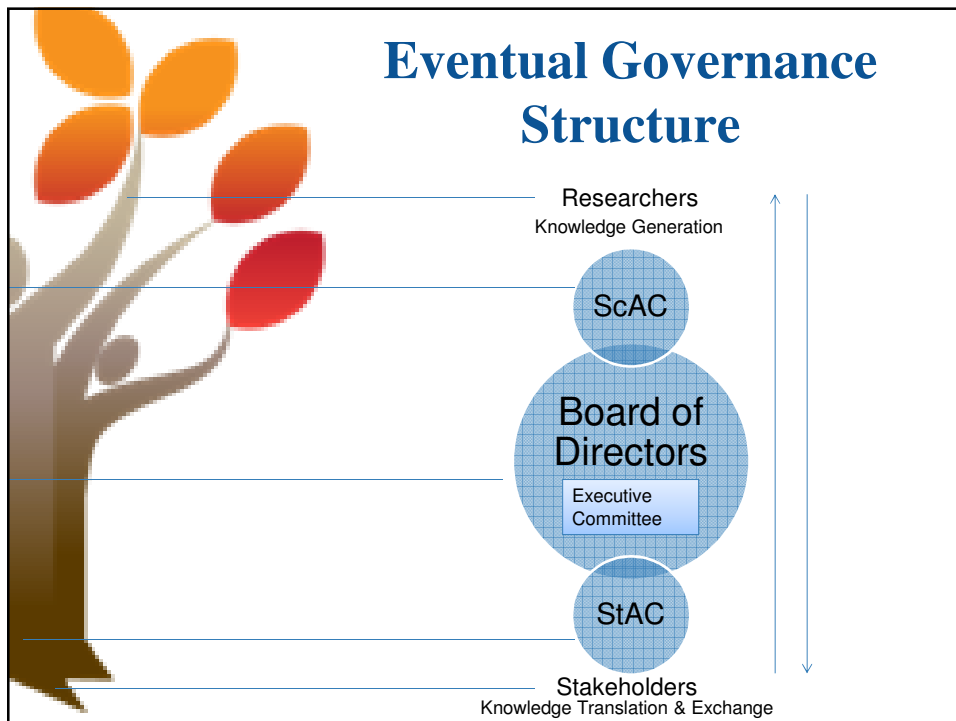 Eventual Governance
Structure
Researchers
Knowledge Generation
ScAC
Board of
Directors
Executive
Committee
StAC
Stakeholders
Knowledge Translation & Exchange